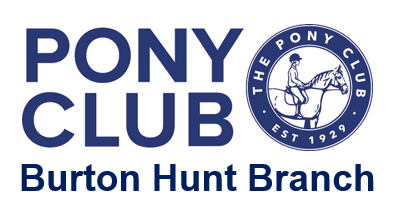 PONY
CLUB
THE PONY CLUB
· EST 1929 ·
Burton Hunt Branch